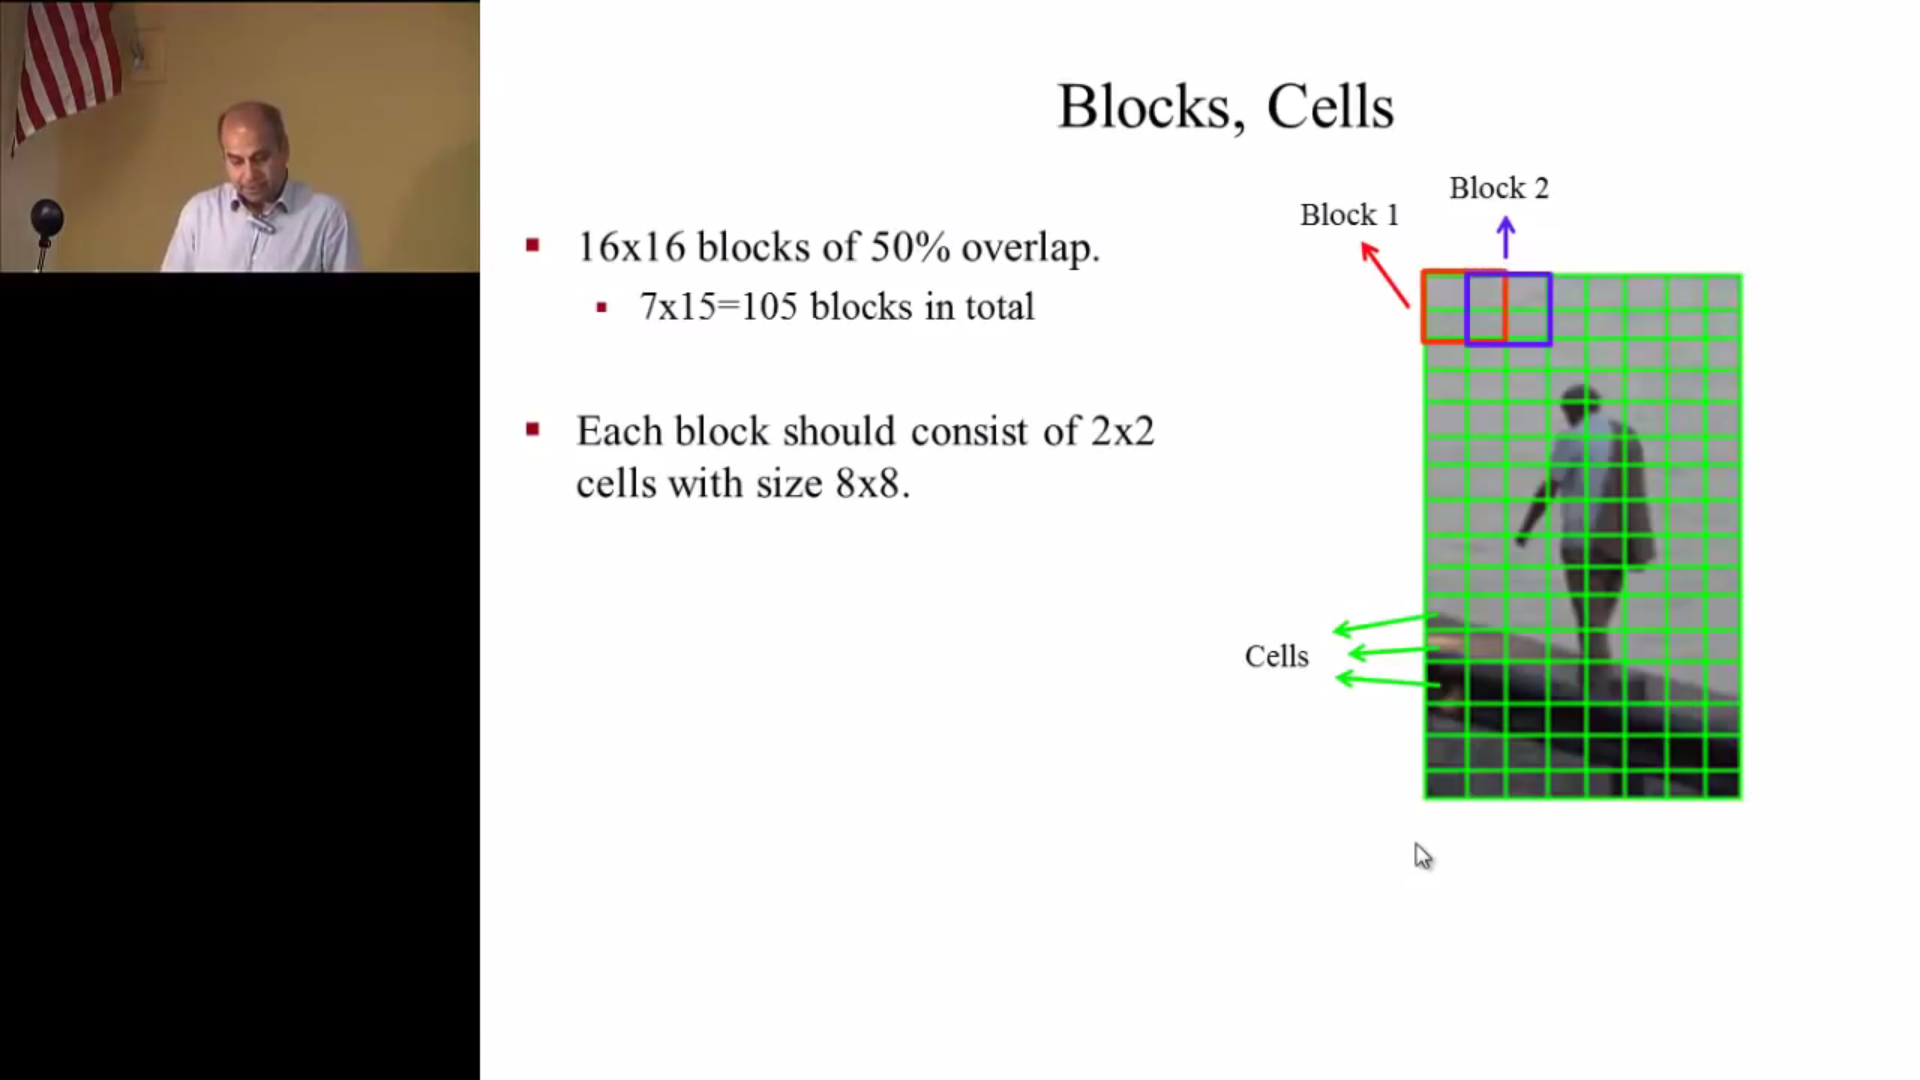 Blocks, Cells
16x16 blocks of 50% overlap.
7x15=105 blocks in total
Each block should consist of 2x2
cells with size 8x8.
Block 1
Block 2
Cells